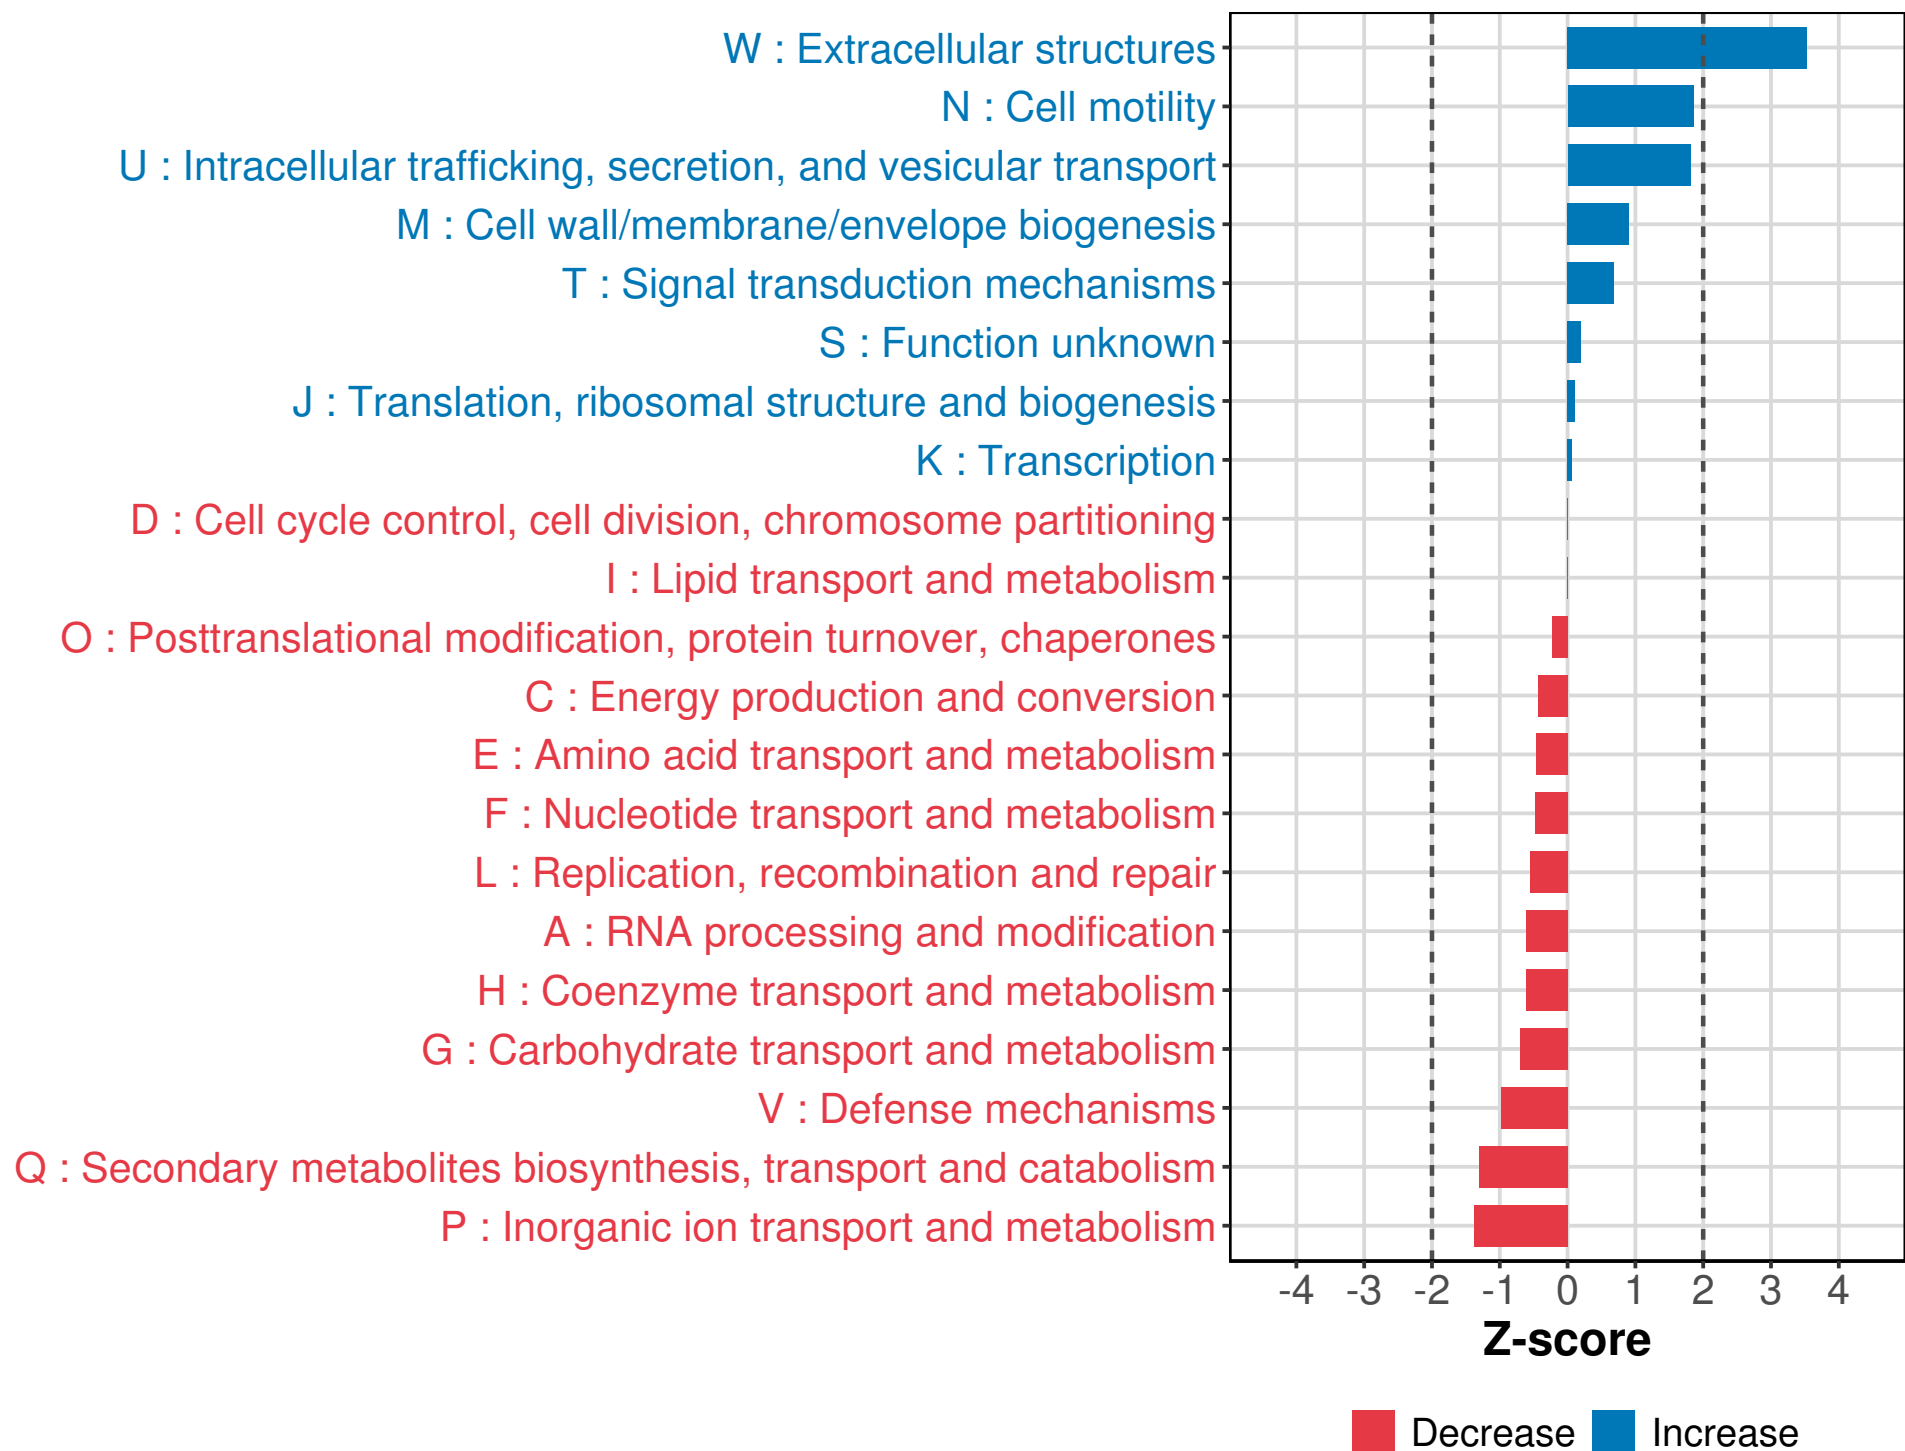 W : Extracellular structures
N : Cell motility
U : Intracellular trafficking, secretion, and vesicular transport
M : Cell wall/membrane/envelope biogenesis
T : Signal transduction mechanisms
S : Function unknown
J : Translation, ribosomal structure and biogenesis
K : Transcription
D : Cell cycle control, cell division, chromosome partitioning
I : Lipid transport and metabolism
O : Posttranslational modification, protein turnover, chaperones
C : Energy production and conversion
E : Amino acid transport and metabolism
F : Nucleotide transport and metabolism
L : Replication, recombination and repair
A : RNA processing and modification
H : Coenzyme transport and metabolism
G : Carbohydrate transport and metabolism
V : Defense mechanisms
Q : Secondary metabolites biosynthesis, transport and catabolism
P : Inorganic ion transport and metabolism
-4 -3 -2 -1 0 1 2 3 4
Z-score
Decrease Increase